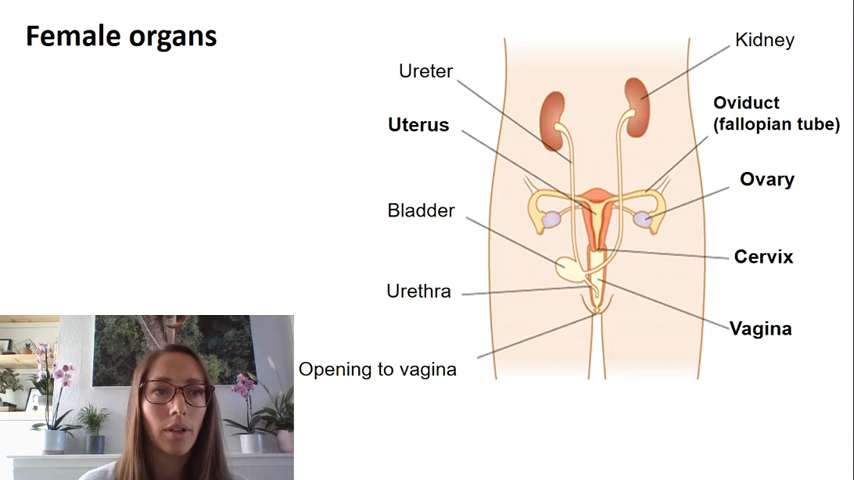 Female organs
Kidney
Ureter
Oviduct
(fallopian tube)
Uterus
Ovary
Bladder
Cervix
Urethra
Vagina
Opening to vagina